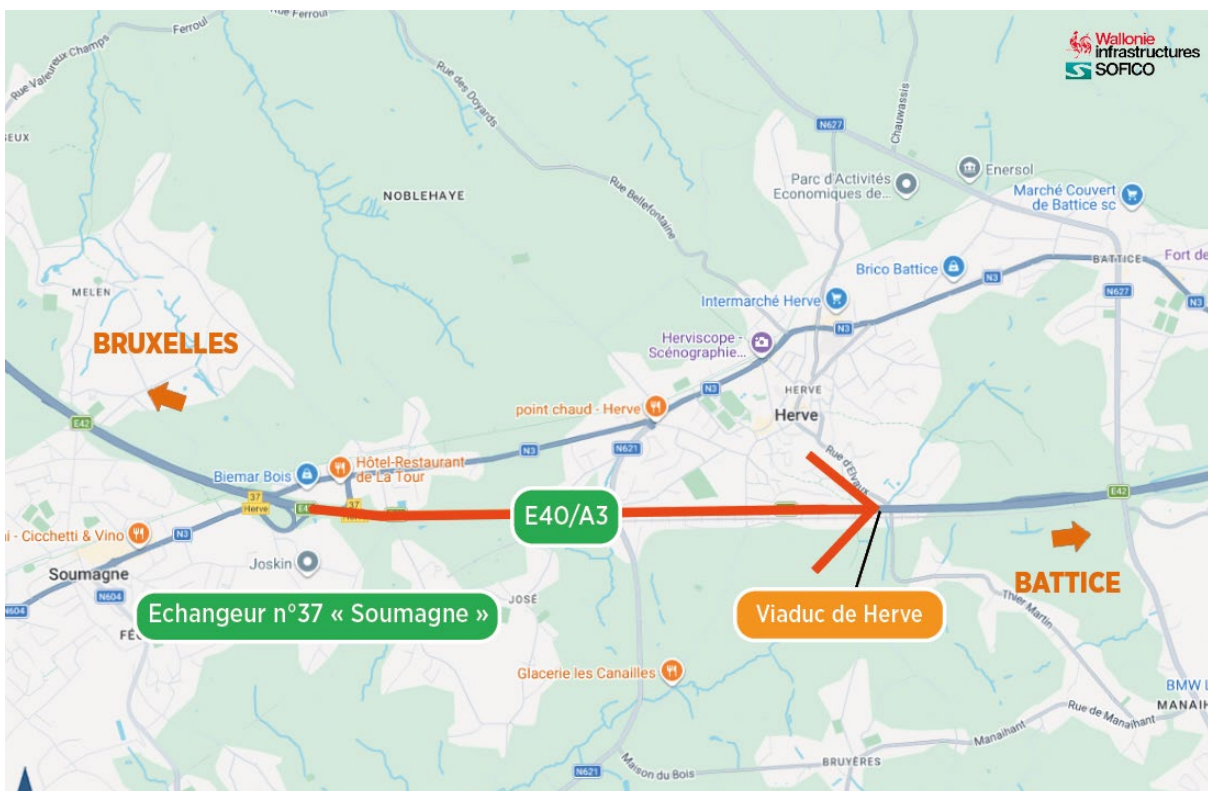 Rue Ferroul
Ferroul
Rue Valeureux Champs
Rue des Doyards
Chauwassis
Wallonie
infrastructures
SOFICO
N627
Enersol
Parc d'Activités
Economiques de...
Marché Couvert
de Battice sc
NOBLEHAYE
Rue Bellefontaine
Brico Battice
N3
BATTICE
Fort de
N627
N3
MELEN
Intermarché Herve
N3
BRUXELLES
Herviscope -
Scénographie...
HERVE
Herve
N3
point chaud - Herve
E42
N3
N621
Rue d'Elvaux
Biemar Bois
Hôtel-Restaurant
de La Tour
37
Herve
37
E42
E40/A3
N3
Cicchetti & Vino
Joskin
Soumagne
BATTICE
N604
N604
Echangeur n°37 « Soumagne »
JOSÉ
Viaduc de Herve
Thier Martin
Glacerie les Canailles
BMW L
MANAIH
Rue de Manaihant
Manaihant
BRUYÈRES
Maison du Bois
N621